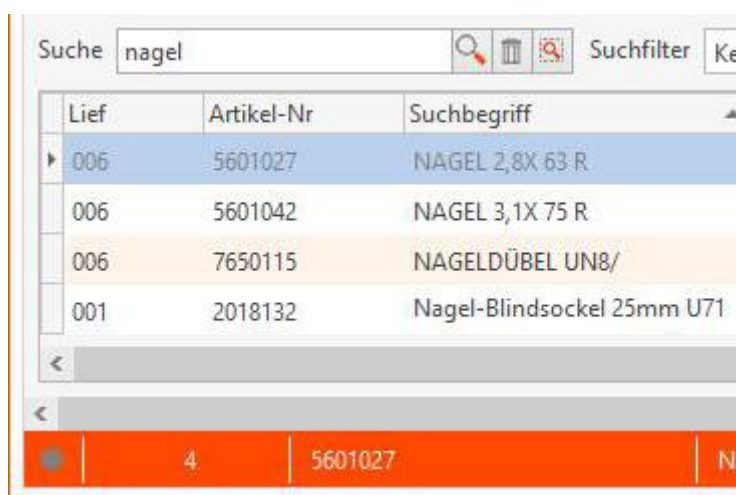 Suche nagel Suchfilter
Lief Artikel-Nr Suchbegriff
006 5601027 NAGEL 2,8X 63 R
006 5601042 NAGEL 3,1X 75 R
006 7650115 NAGELDÜBEL UN8/
001 2018132 Nagel-Blindsockel 25mm U71
4 5601027